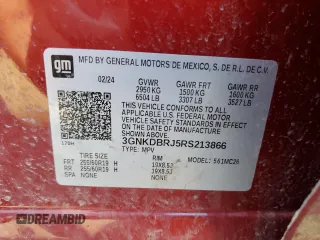 gm
MFD BY GENERAL MOTORS DE MEXICO, S. DE R.L. DE C.V.
02/24 GVWR GAWR FRT GAWR RR
2950 KG 1500 KG 1600 KG
6504 LB 3307 LB 3527 LB
THIS VEHICLE CONFORMS TO ALL
APPLICABLE U.S. FEDERAL MOTOR
VEHICLE SAFETY STANDARDS IN
EFFECT ON THE DATE OF
MANUFACTURE SHOWN ABOVE.
3GNKDBRJ5RS213866
TYPE: MPV MODEL:
TIRE SIZE RIM
FRT 255/60R19 H 19X8.5J
RR 255/60R19 H 19X8.5J
SPA NONE NONE
DEALERBID.COM